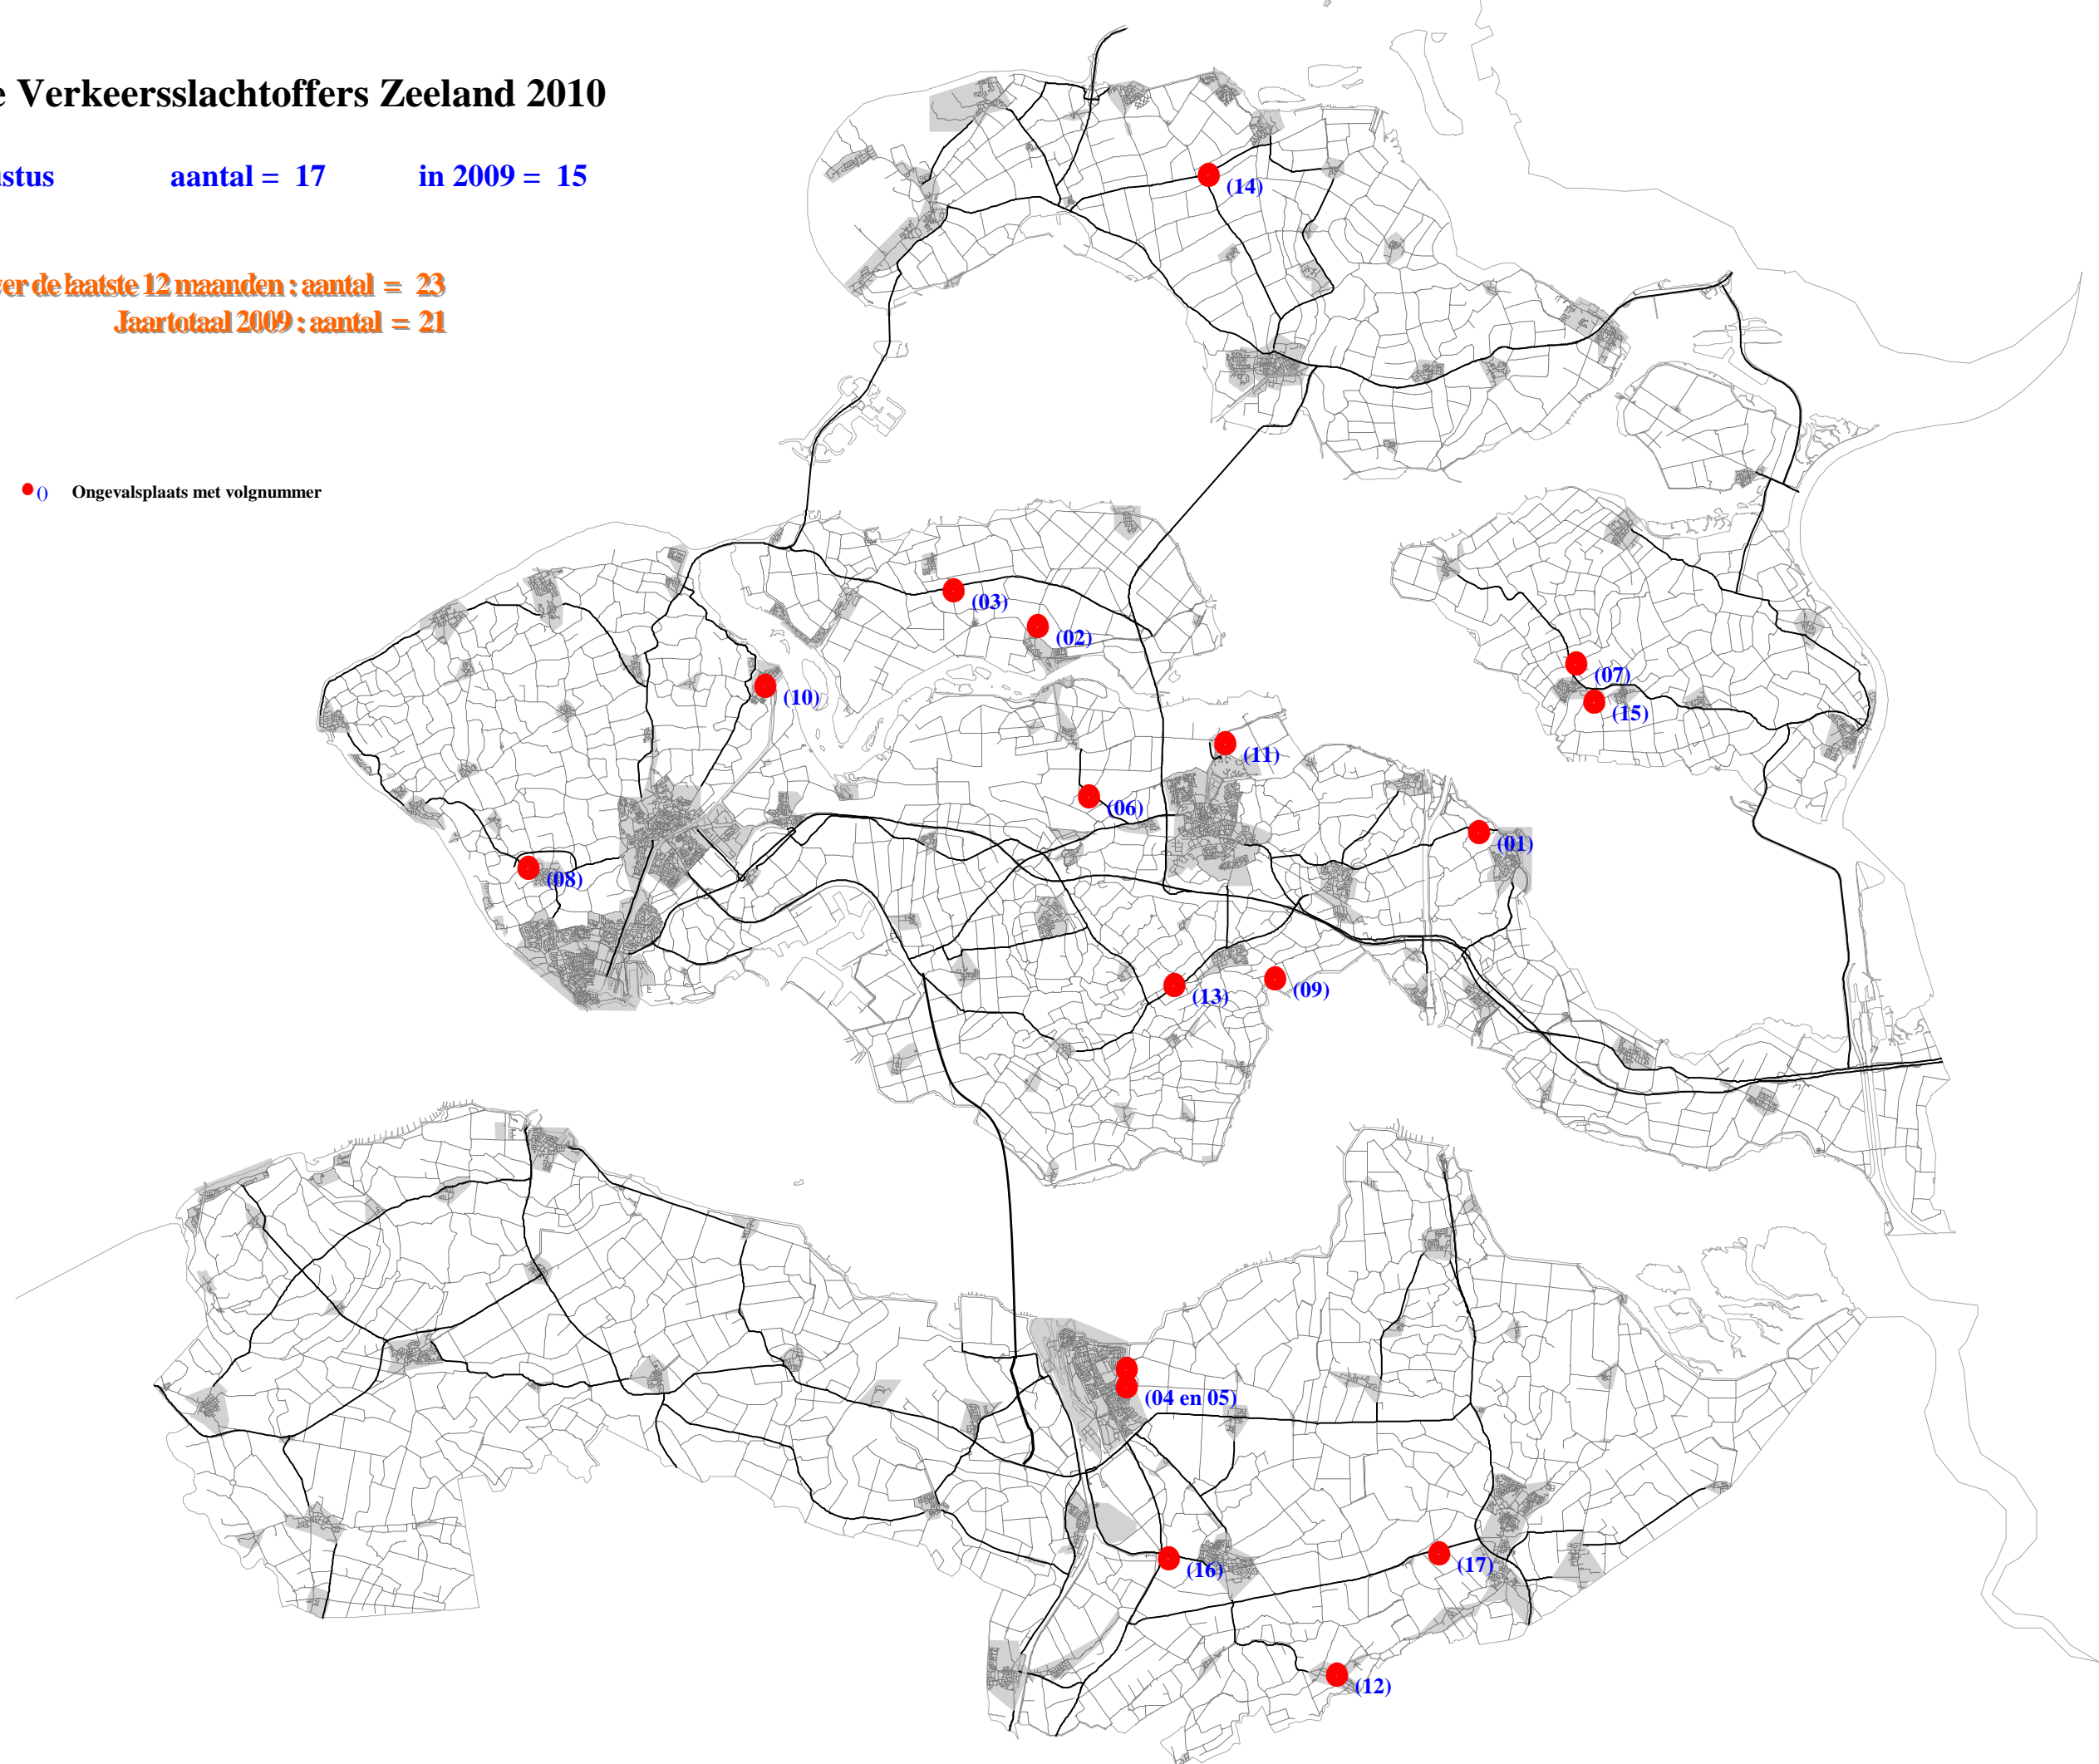 Verkeersslachtoffers Zeeland 2010
aantal = 17 in 2009 = 15
de laatste 12 maanden : aantal = 23
Jaartotaal 2009 : aantal = 21
() Ongevalsplaats met volgnummer
(14)
(03)
(02)
(07)
(10)
(15)
(11)
(06)
(01)
(08)
(09)
(13)
(04 en 05)
(17)
(16)
(12)